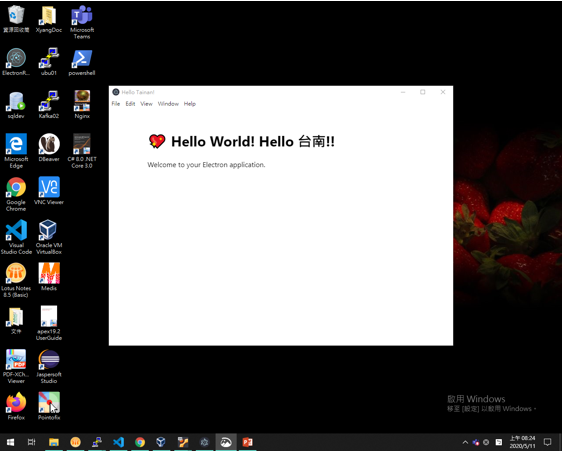 資源回收筒
XyangDoc
Microsoft
Teams
ElectronR...
ubu01
powershell
sqldev
Kafka02
Nginx
Microsoft
Edge
DBeaver
C# 8.0 .NET
Core 3.0
Google
Chrome
VNC Viewer
Visual
Studio Code
Oracle VM
VirtualBox
Lotus Notes
8.5 (Basic)
Medis
文件
apex19.2
UserGuide
PDF-XCh...
Viewer
Jaspersoft
Studio
Firefox
Pointofix
Hello Tainan!
File Edit View Window Help
💖 Hello World! Hello 台南!!
Welcome to your Electron application.
啟用 Windows
移至 [設定] 以啟用 Windows。
上午 08:24
2020/5/11